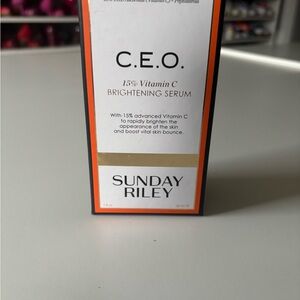 C.E.O.
15% Vitamin C
BRIGHTENING SERUM
With 15% advanced Vitamin C
to rapidly brighten the
appearance of the skin
and boost vital skin bounce.
SUNDAY
RILEY